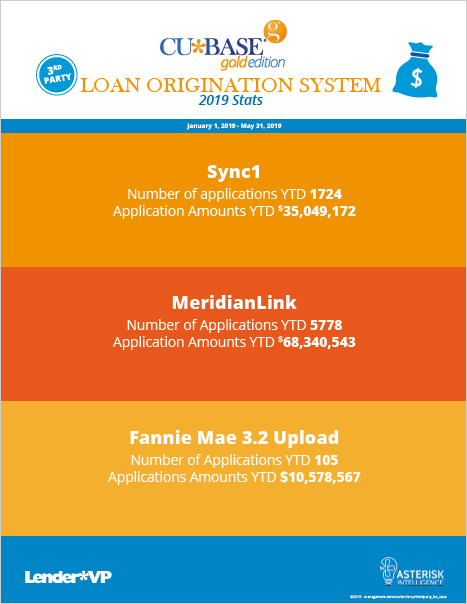 CU*BASE g
gold edition
3RD
PARTY
LOAN ORIGINATION SYSTEM
$
2019 Stats
January 1, 2019 - May 31, 2019
Sync1
Number of applications YTD 1724
Application Amounts YTD $35,049,172
MeridianLink
Number of Applications YTD 5778
Application Amounts YTD $68,340,543
Fannie Mae 3.2 Upload
Number of Applications YTD 105
Applications Amounts YTD $10,578,567
Lender*VP
ASTERISK
INTELLIGENCE